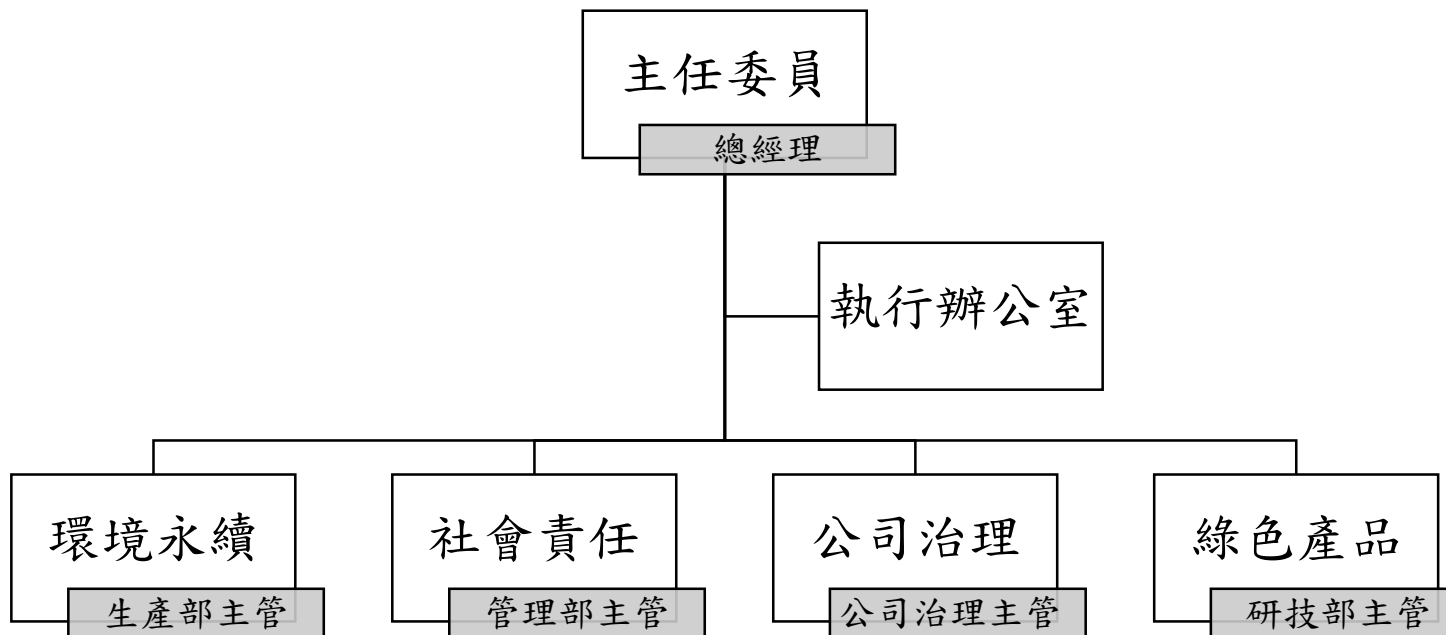 主任委員
總經理
執行辦公室
環境永續
生產部主管
社會責任
管理部主管
公司治理
公司治理主管
綠色產品
研技部主管